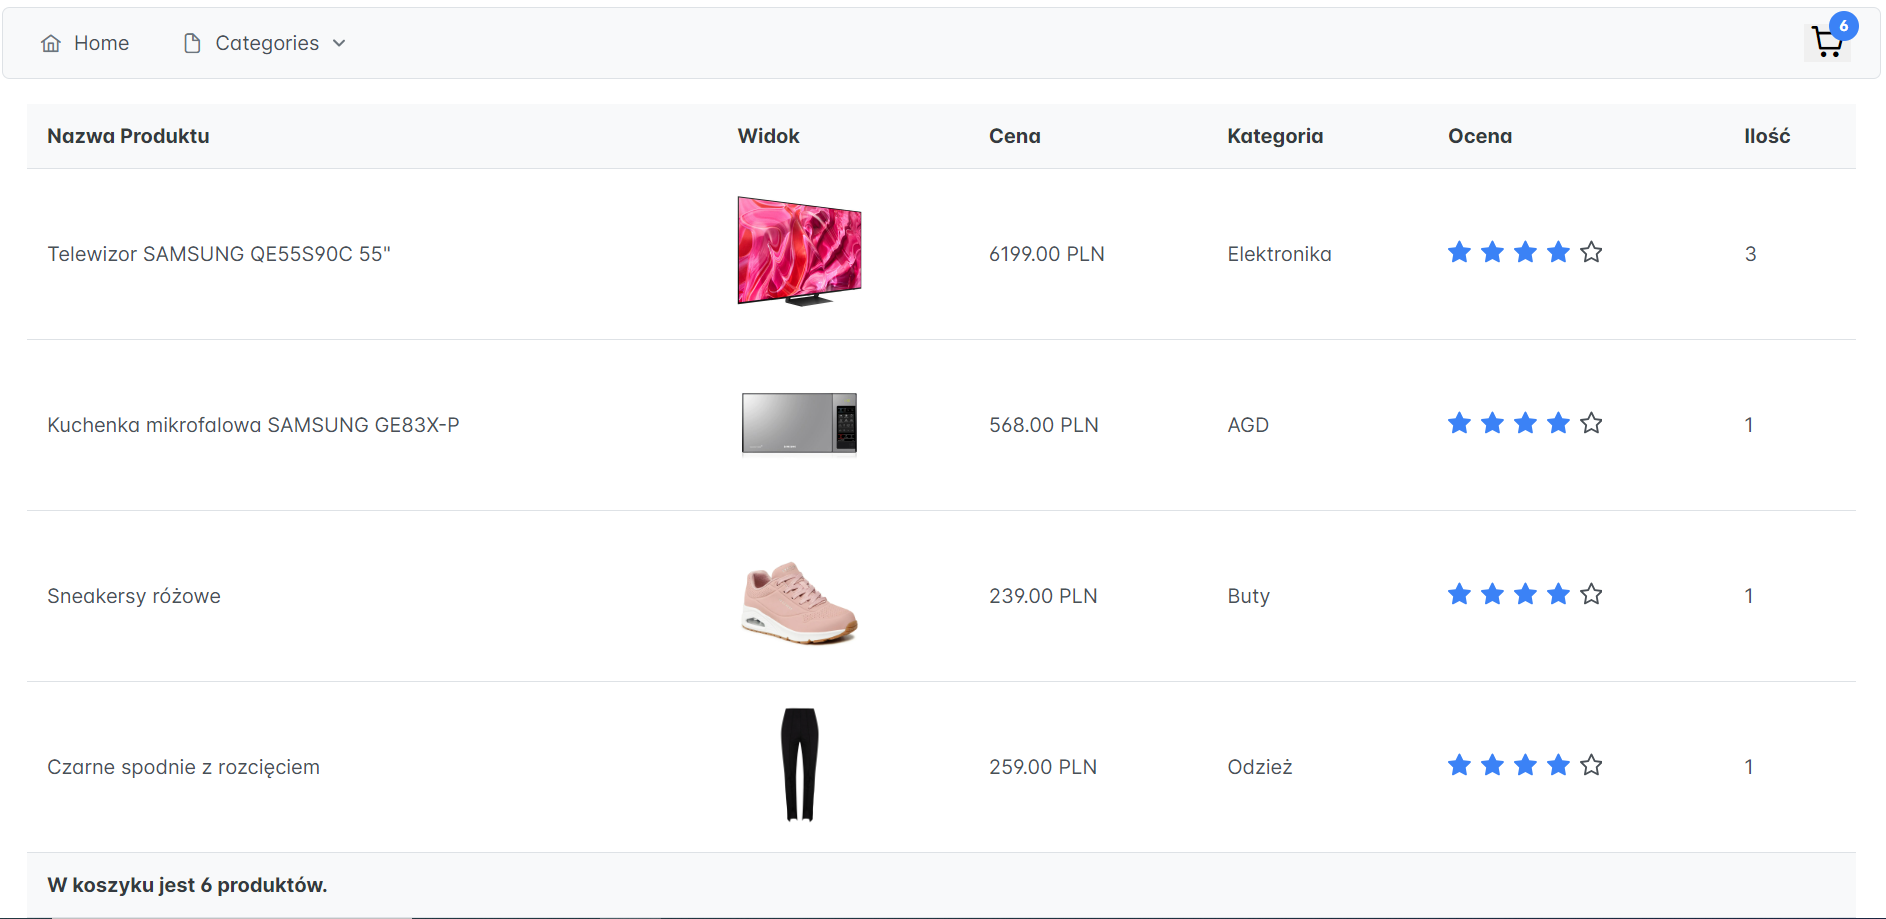 Home Categories 6
Nazwa Produktu Widok Cena Kategoria Ocena Ilość
Telewizor SAMSUNG QE55S90C 55" 6199.00 PLN Elektronika 3
Kuchenka mikrofalowa SAMSUNG GE83X-P 568.00 PLN AGD 1
Sneakersy różowe 239.00 PLN Buty 1
Czarne spodnie z rozcięciem 259.00 PLN Odzież 1
W koszyku jest 6 produktów.